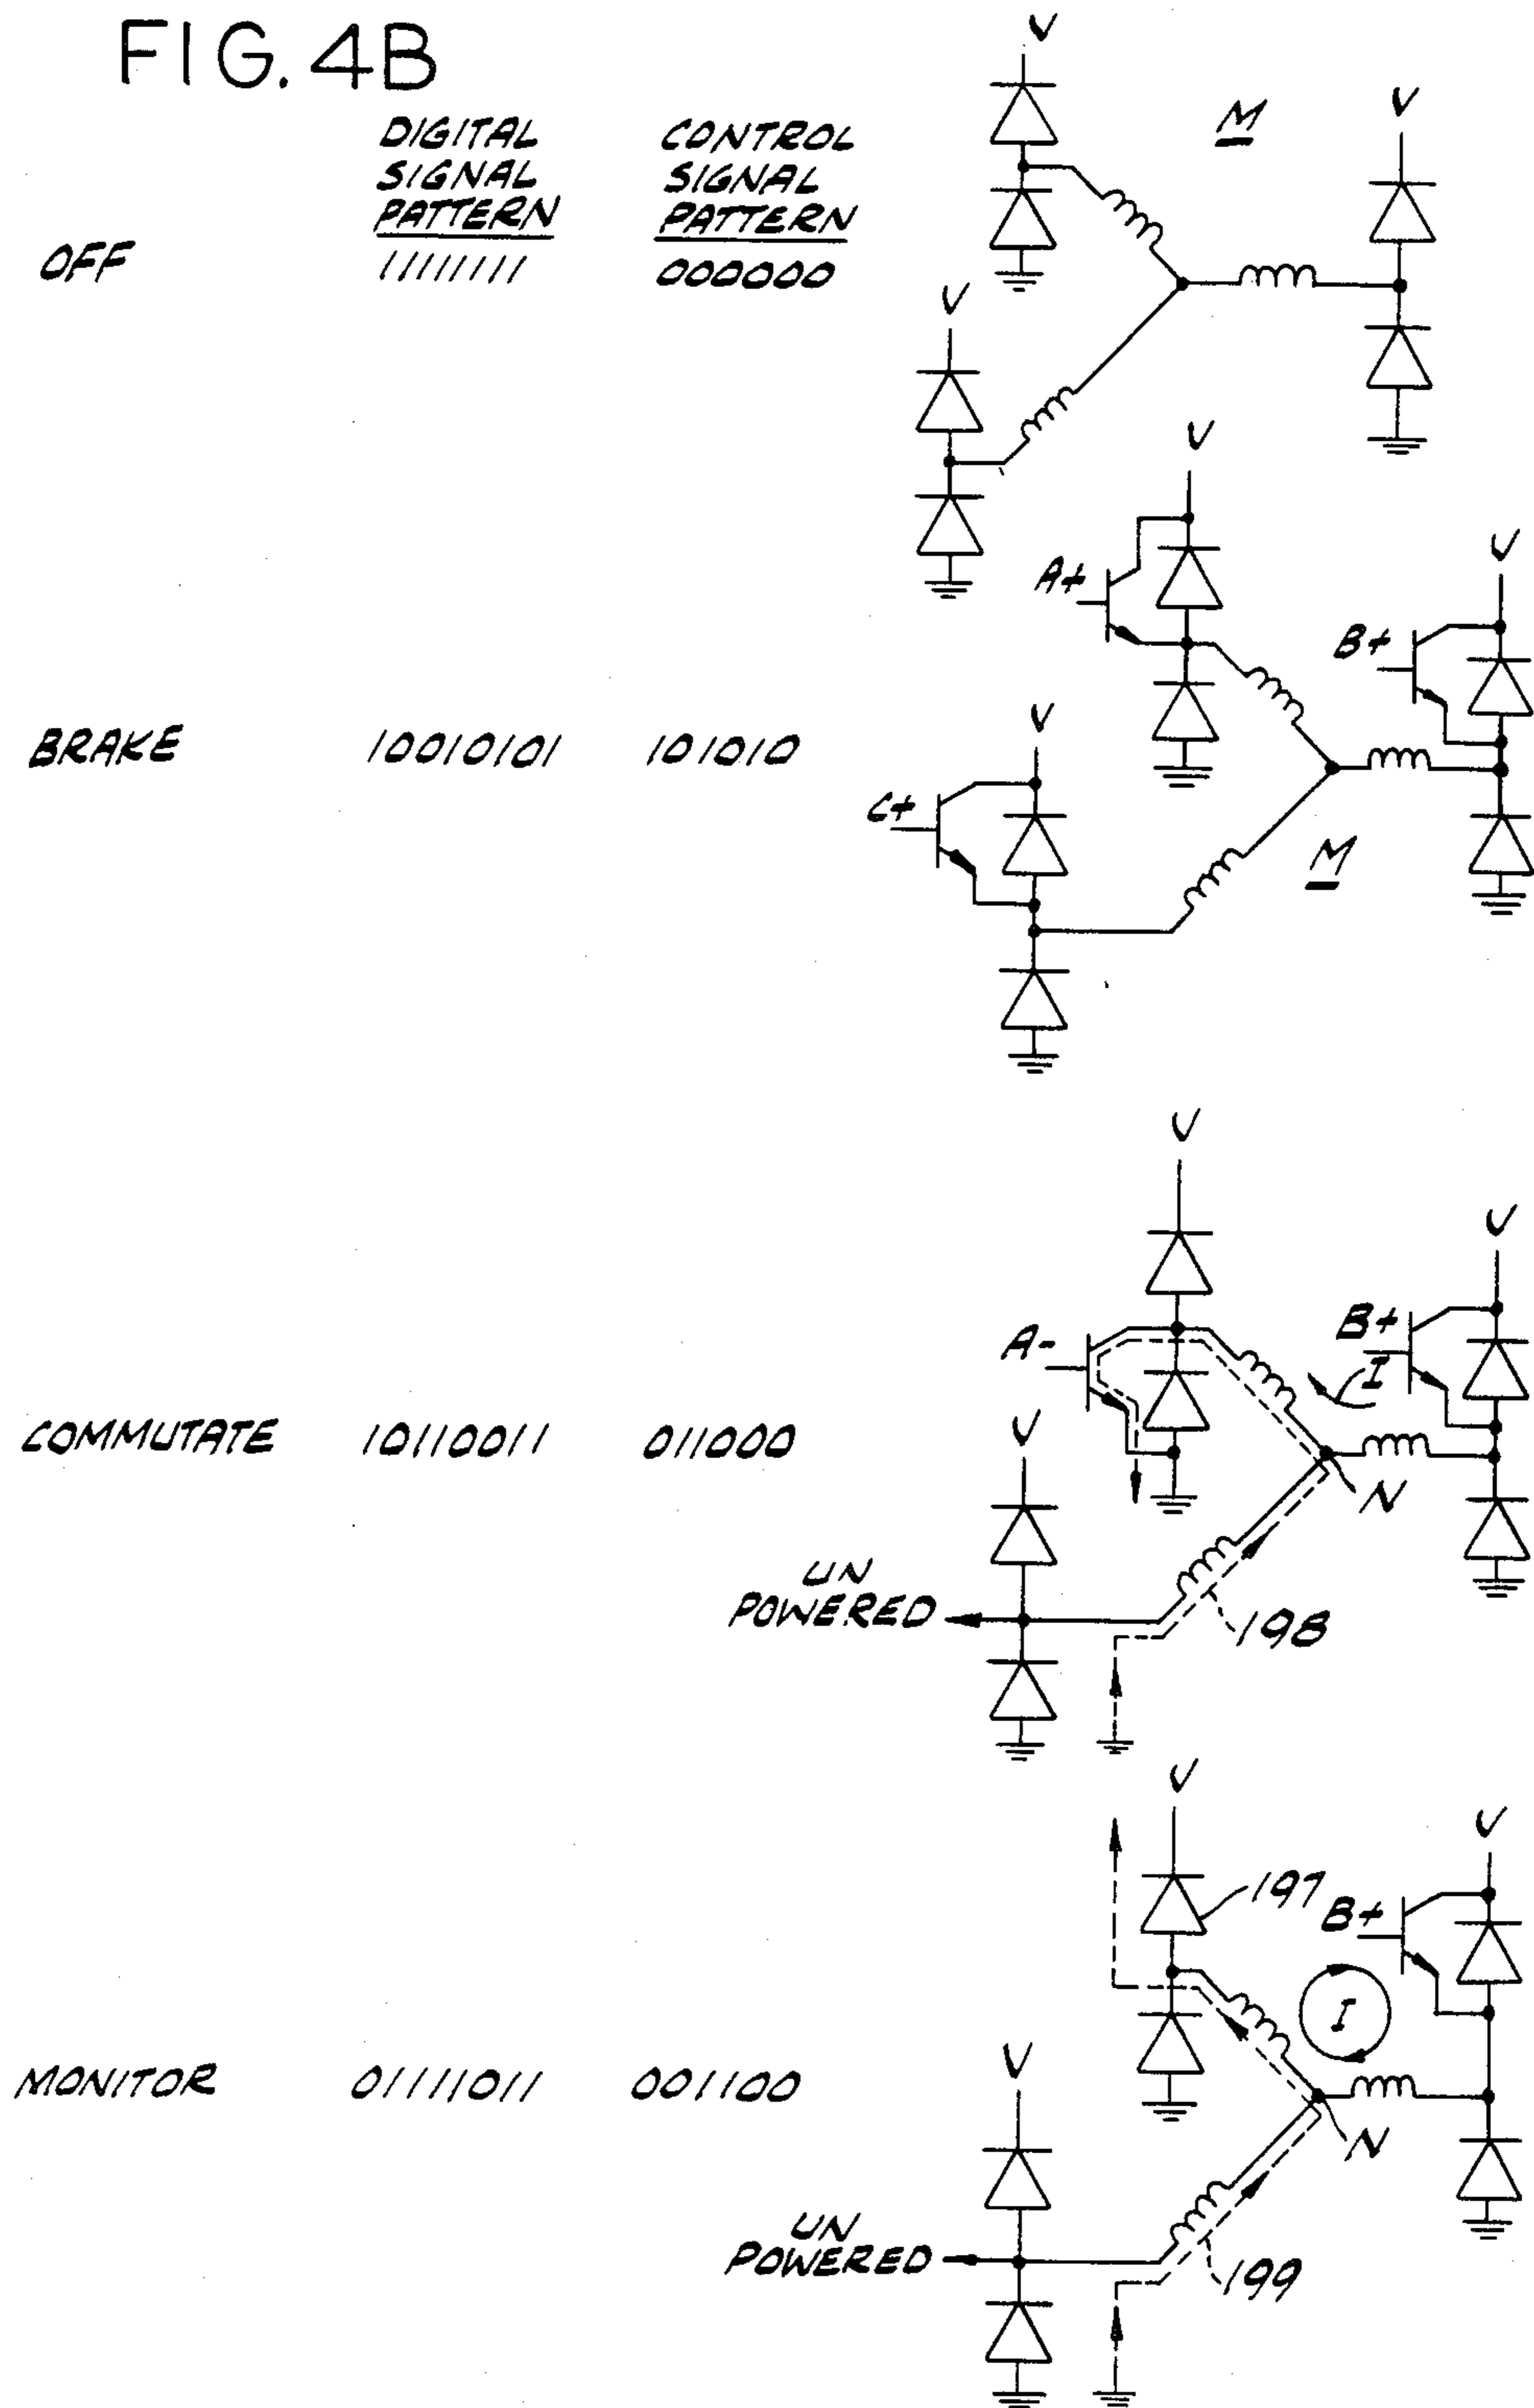 FIG. 4B
DIGITAL SIGNAL PATTERN
CONTROL SIGNAL PATTERN
OFF 11111111 000000
V
M
V
V
BRAKE 10010101 101010
V
A+
V
B+
V
C+
M
COMMUTATE 10110011 011000
V
V
A-
B+
I
V
N
UN
POWERED
198
MONITOR 01111011 001100
V
V
197
B+
I
V
N
UN
POWERED
199